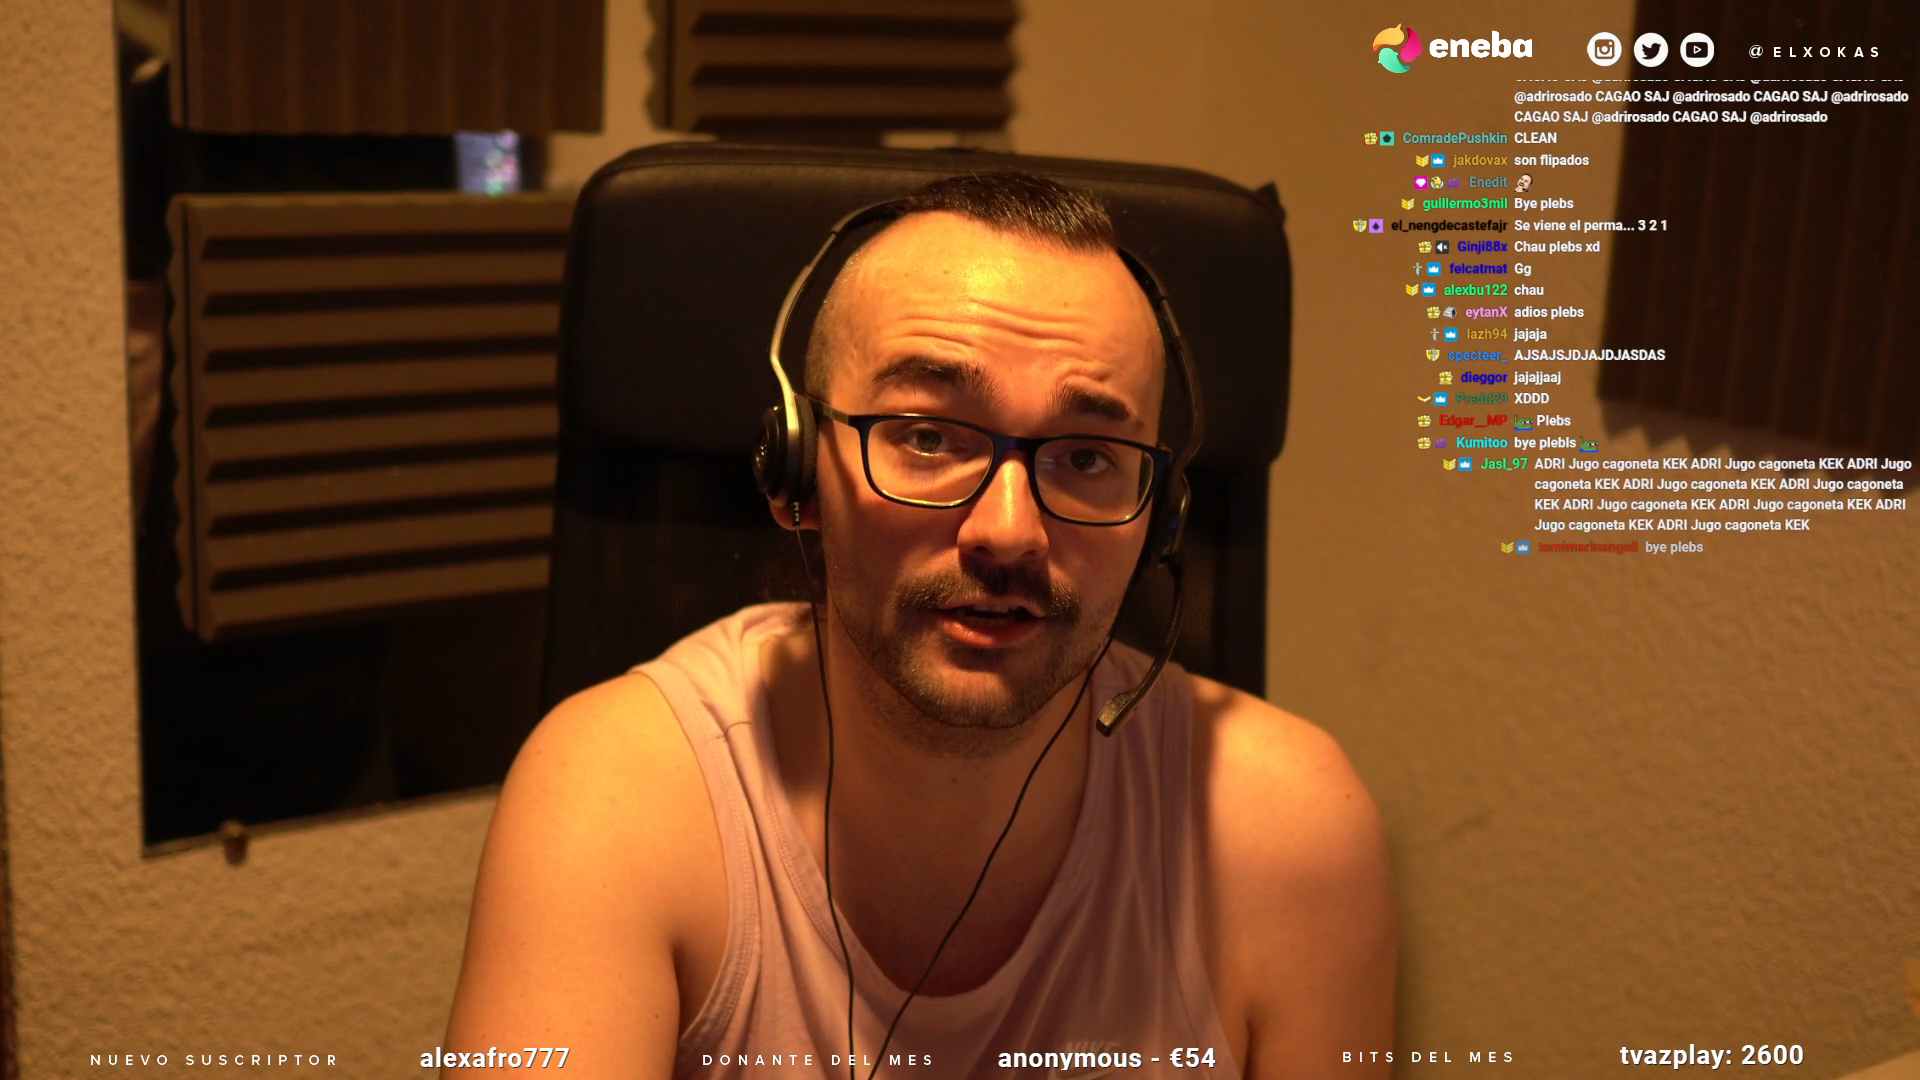 eneba
@ELXOKAS
@adrirosado CAGAO SAJ @adrirosado CAGAO SAJ @adrirosado
CAGAO SAJ @adrirosado CAGAO SAJ @adrirosado
ComradePushkin CLEAN
jakdovax son flipados
Enedit
guillermo3mil Bye plebs
el_nengdecastefajr Se viene el perma... 3 2 1
Ginji88x Chau plebs xd
felcatmat Gg
alexbu122 chau
eytanX adios plebs
lazh94 jajaja
specteer_ AJSAJSJDJAJDJASDAS
dieggor jajajjaaj
Pradd29 XDDD
Edgar__MP Plebs
Kumitoo bye plebls
Jasl_97 ADRI Jugo cagoneta KEK ADRI Jugo cagoneta KEK ADRI Jugo
cagoneta KEK ADRI Jugo cagoneta KEK ADRI Jugo cagoneta
KEK ADRI Jugo cagoneta KEK ADRI Jugo cagoneta KEK ADRI
Jugo cagoneta KEK ADRI Jugo cagoneta KEK
bye plebs
NUEVO SUSCRIPTOR alexafro777 DONANTE DEL MES anonymous - €54 BITS DEL MES tvazplay: 2600